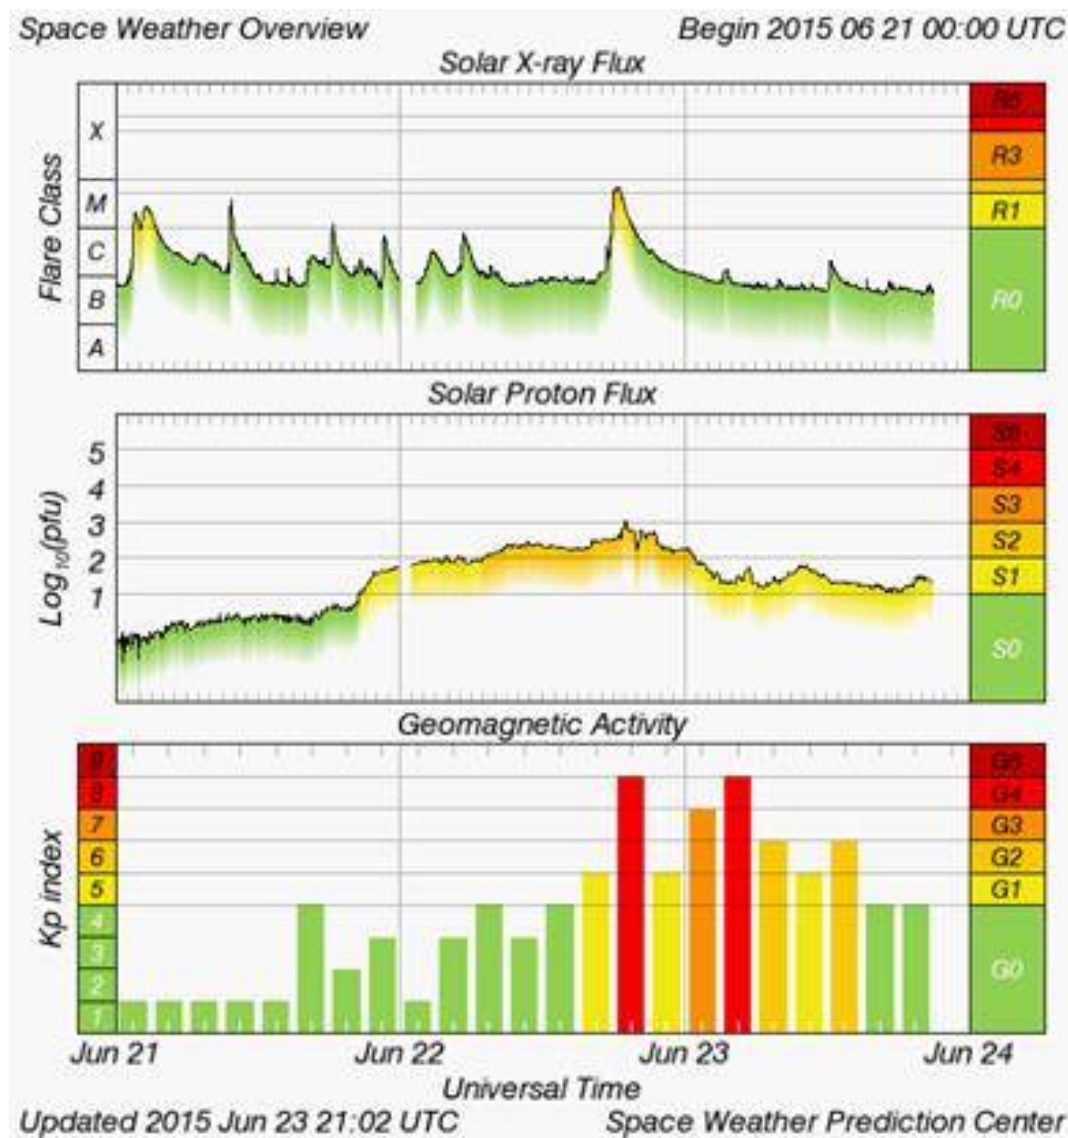 Space Weather Overview Begin 2015 06 21 00:00 UTC
Solar X-ray Flux
Flare Class
X
M
C
B
A
R5
R3
R1
R0
Solar Proton Flux
Log10(pfu)
5
4
3
2
1
S5
S4
S3
S2
S1
S0
Geomagnetic Activity
Kp index
9
8
7
6
5
4
3
2
1
G5
G4
G3
G2
G1
G0
Jun 21 Jun 22 Jun 23 Jun 24
Universal Time
Updated 2015 Jun 23 21:02 UTC Space Weather Prediction Center